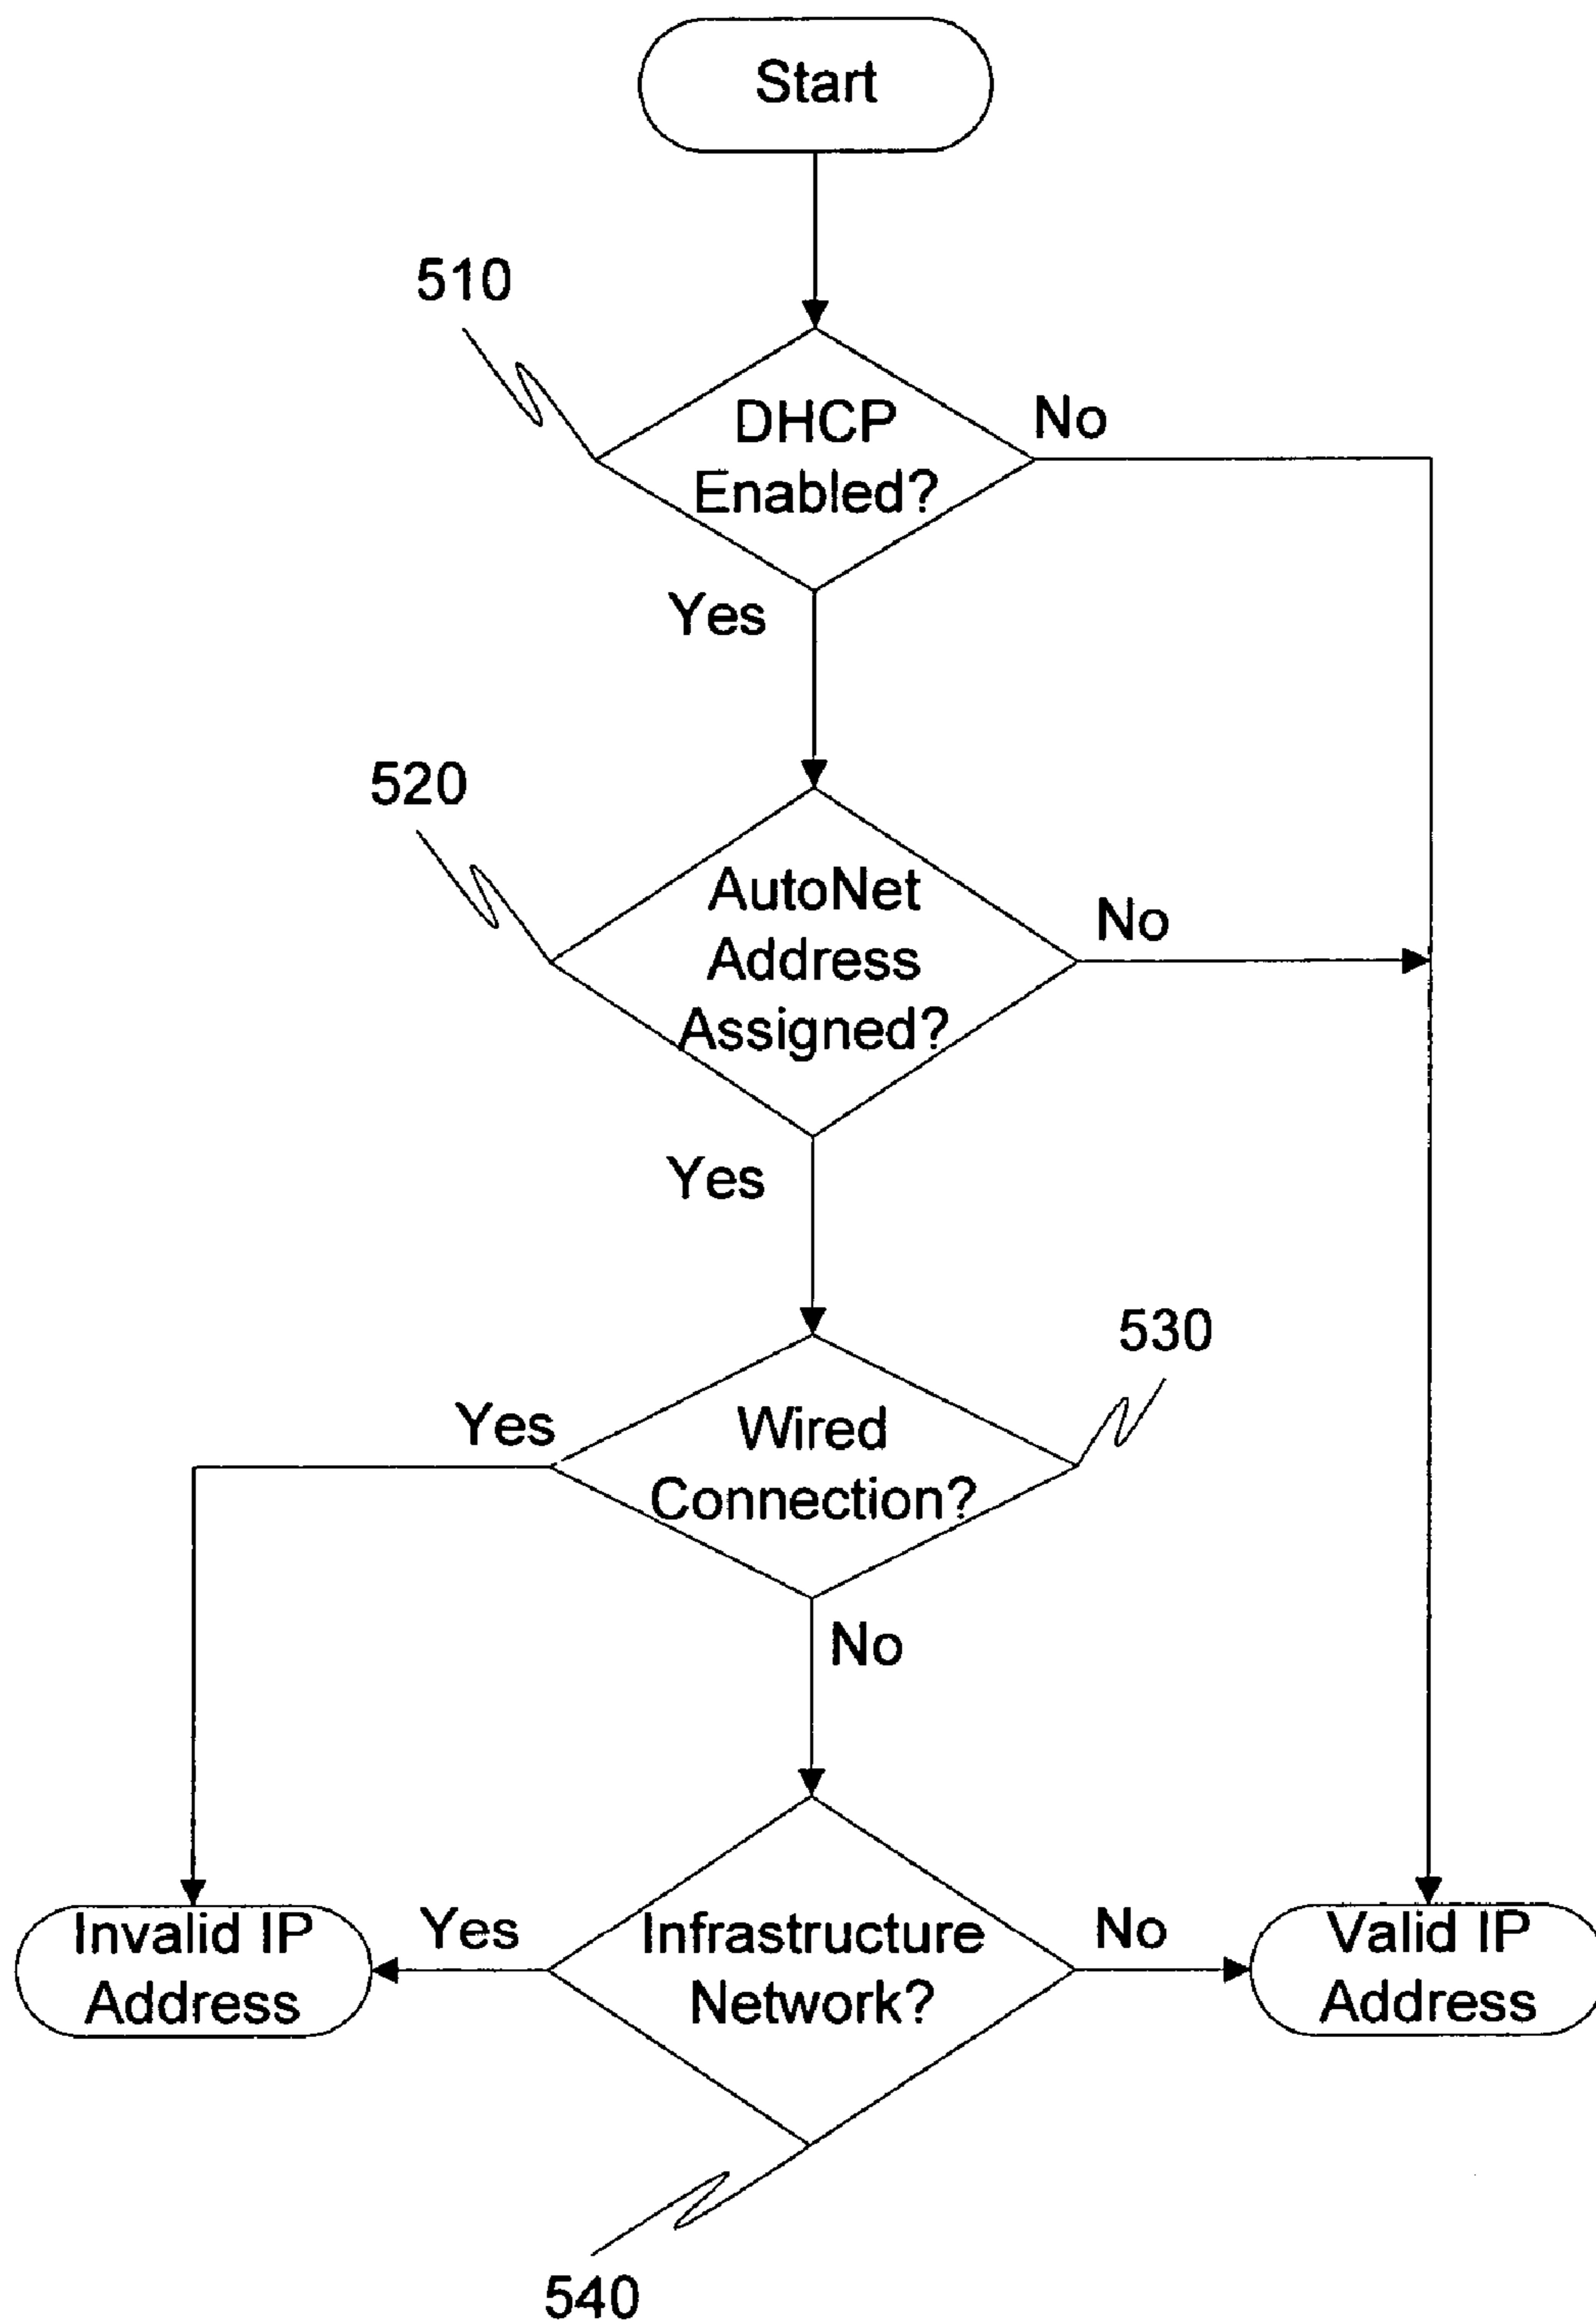 Start
510
DHCP
Enabled?
No
Yes
520
AutoNet
Address
Assigned?
No
Yes
530
Yes
Wired
Connection?
No
Invalid IP
Address
Yes
Infrastructure
Network?
No
Valid IP
Address
540